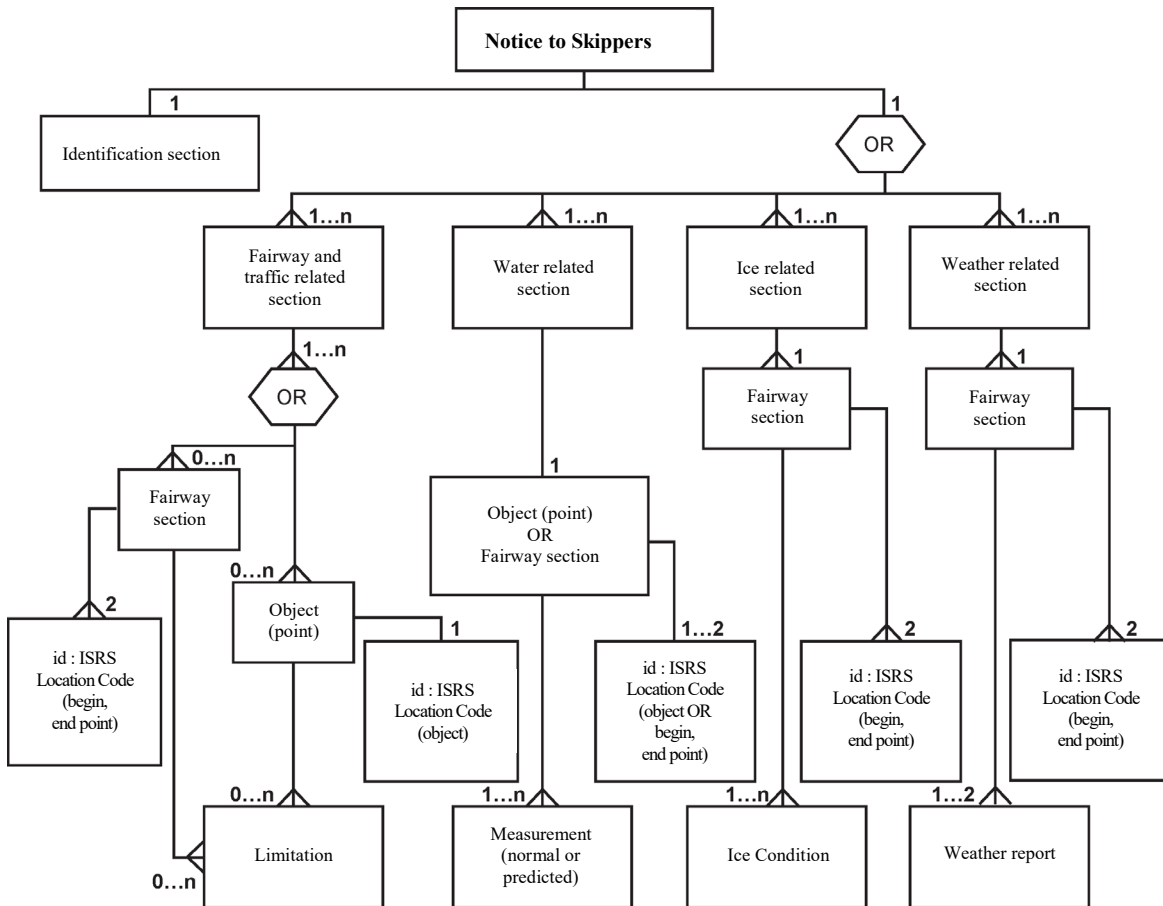 Notice to Skippers
1
1
Identification section
OR
1...n
1...n
1...n
1...n
Fairway and
traffic related
section
Water related
section
Ice related
section
Weather related
section
1...n
1
1
OR
Fairway
section
Fairway
section
0...n
1
Fairway
section
Object (point)
OR
Fairway section
0...n
Object
(point)
2
1
1...2
2
2
id : ISRS
Location Code
(begin,
end point)
id : ISRS
Location Code
(object)
id : ISRS
Location Code
(object OR
begin,
end point)
id : ISRS
Location Code
(begin,
end point)
id : ISRS
Location Code
(begin,
end point)
0...n
1...n
1...n
1...2
Limitation
0...n
Measurement
(normal or
predicted)
Ice Condition
Weather report